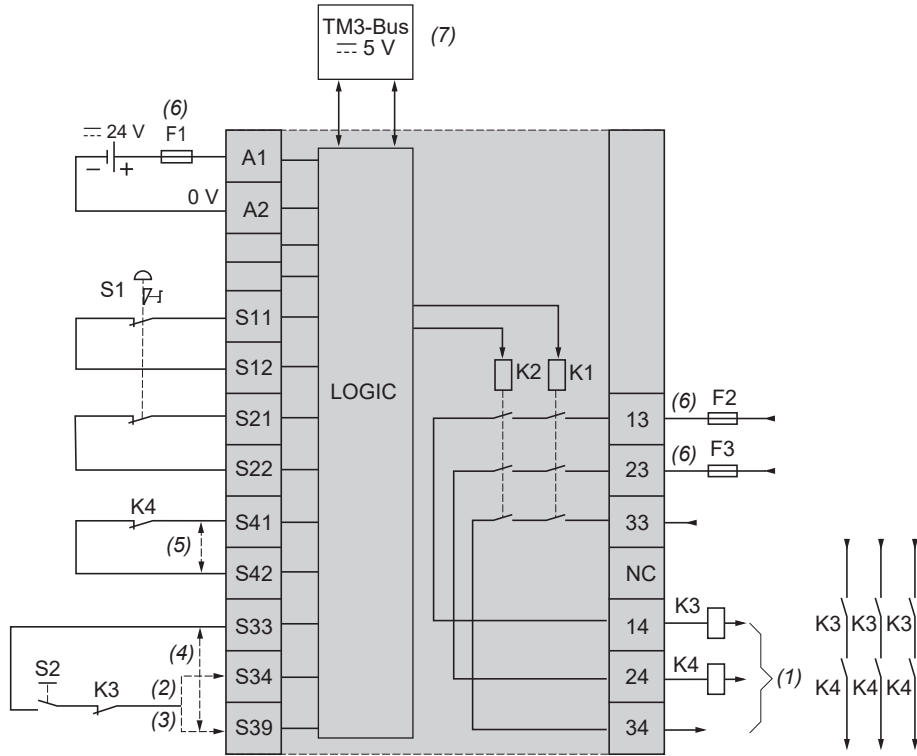 TM3-Bus
5 V
(7)
(6)
24 V
F1
− +
A1
0 V
A2
S1
S11
S12
S21
S22
K4
S41
(5)
S42
S33
(4)
S2
K3
(2)
S34
(3)
S39
LOGIC
K2
K1
(6)
F2
13
(6)
F3
23
33
NC
K3
14
K4
24
(1)
34
K3 K3 K3
K4 K4 K4